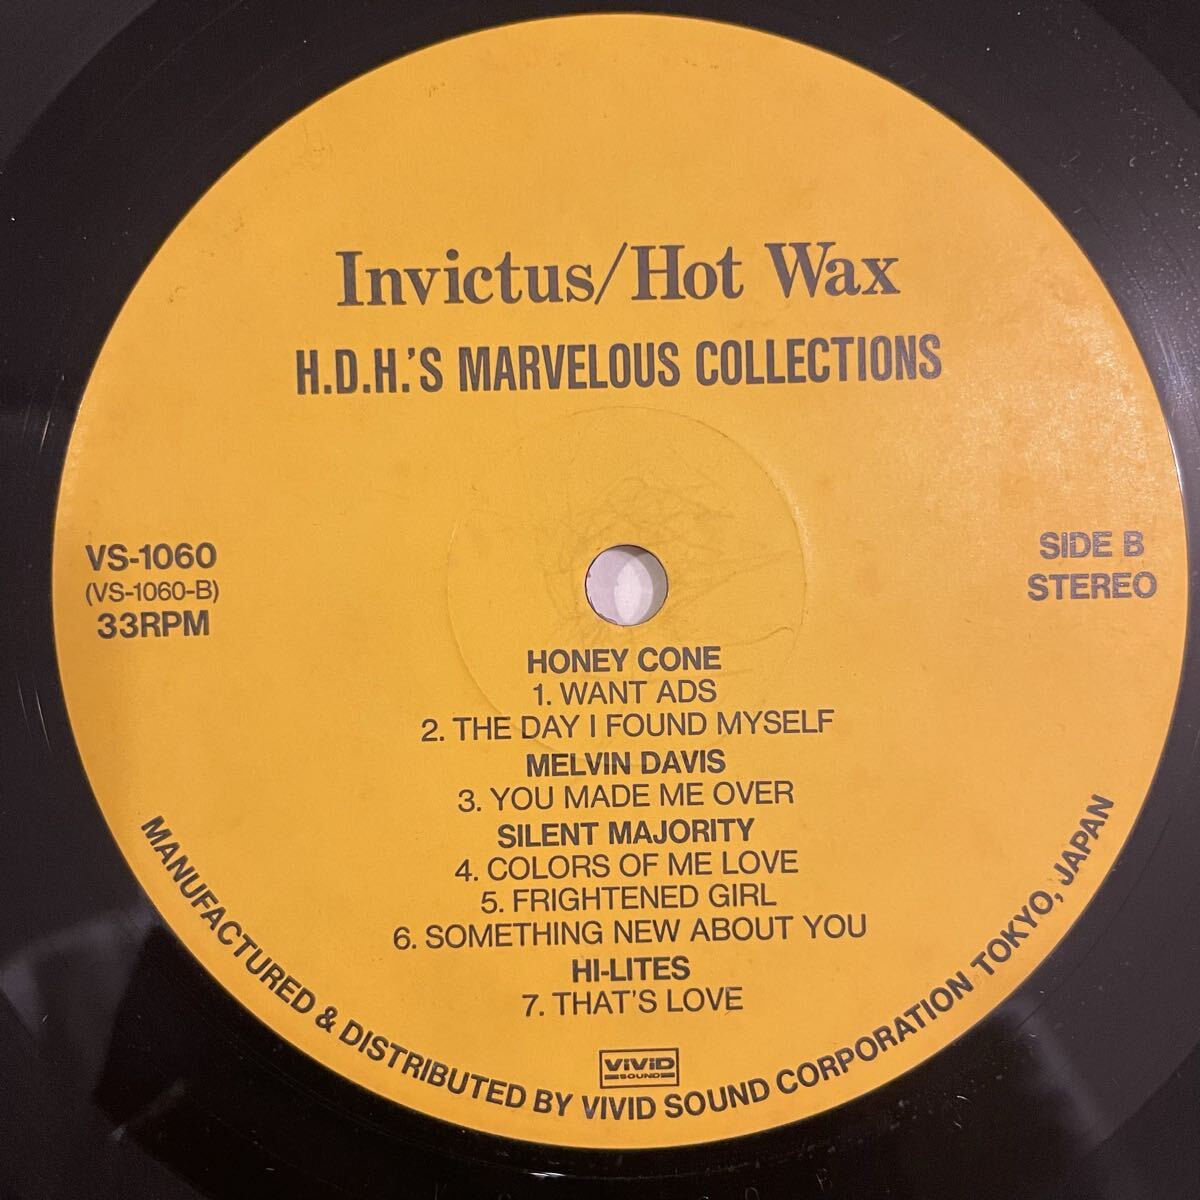 Invictus/Hot Wax
H.D.H.'S MARVELOUS COLLECTIONS
VS-1060
(VS-1060-B)
33RPM
SIDE B
STEREO
HONEY CONE
1. WANT ADS
2. THE DAY I FOUND MYSELF
MELVIN DAVIS
3. YOU MADE ME OVER
SILENT MAJORITY
4. COLORS OF ME LOVE
5. FRIGHTENED GIRL
6. SOMETHING NEW ABOUT YOU
HI-LITES
7. THAT'S LOVE
ViViD
SOUND
MANUFACTURED & DISTRIBUTED BY VIVID SOUND CORPORATION TOKYO, JAPAN